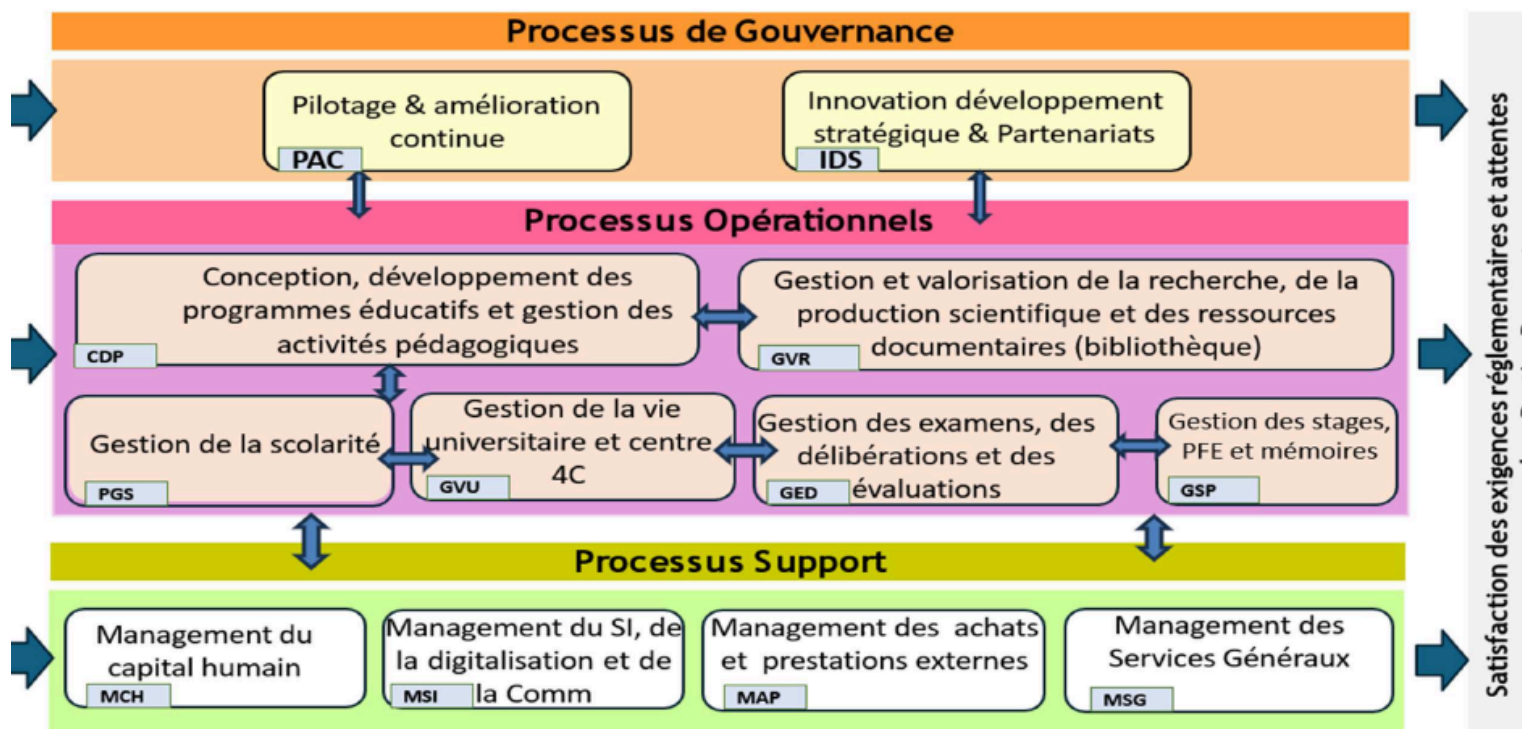 Processus de Gouvernance
Pilotage & amélioration
continue
PAC
Innovation développement
stratégique & Partenariats
IDS
Processus Opérationnels
Conception, développement des
programmes éducatifs et gestion des
activités pédagogiques
CDP
Gestion et valorisation de la recherche, de la
production scientifique et des ressources
documentaires (bibliothèque)
GVR
Gestion de la scolarité
PGS
Gestion de la vie
universitaire et centre
4C
GVU
Gestion des examens, des
délibérations et des
évaluations
GED
Gestion des stages,
PFE et mémoires
GSP
Processus Support
Management du
capital humain
MCH
Management du SI, de
la digitalisation et de
la Comm
MSI
Management des achats
et prestations externes
MAP
Management des
Services Généraux
MSG
Satisfaction des exigences réglementaires et attentes